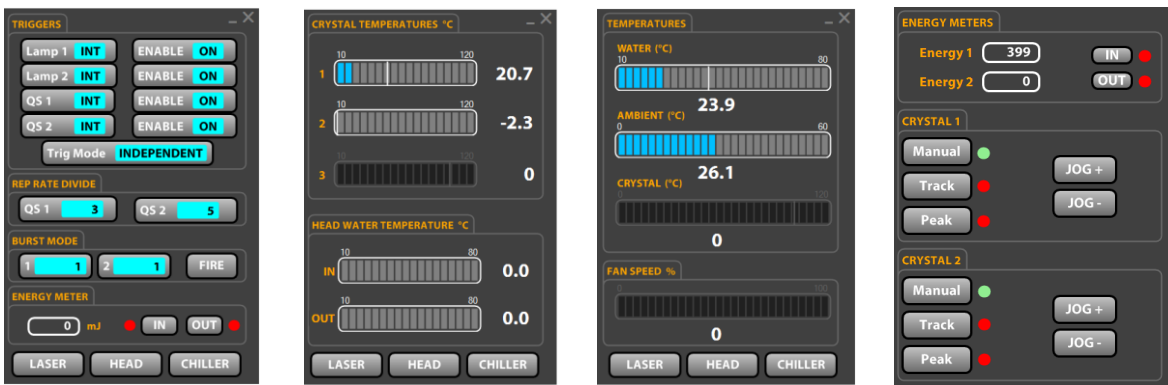 TRIGGERS
Lamp 1 INT ENABLE ON
Lamp 2 INT ENABLE ON
QS 1 INT ENABLE ON
QS 2 INT ENABLE ON
Trig Mode INDEPENDENT
REP RATE DIVIDE
QS 1 3 QS 2 5
BURST MODE
1 1 2 1 FIRE
ENERGY METER
0 mJ IN OUT
LASER HEAD CHILLER
CRYSTAL TEMPERATURES °C
10 120
1 20.7
10 120
2 -2.3
10 120
3 0
HEAD WATER TEMPERATURE °C
10 80
IN 0.0
10 80
OUT 0.0
LASER HEAD CHILLER
TEMPERATURES
WATER (°C)
10 80
23.9
AMBIENT (°C)
0 60
26.1
CRYSTAL (°C)
0 120
0
FAN SPEED %
0 100
0
LASER HEAD CHILLER
ENERGY METERS
Energy 1 399 IN
Energy 2 0 OUT
CRYSTAL 1
Manual
JOG +
Track
JOG -
Peak
CRYSTAL 2
Manual
JOG +
Track
JOG -
Peak